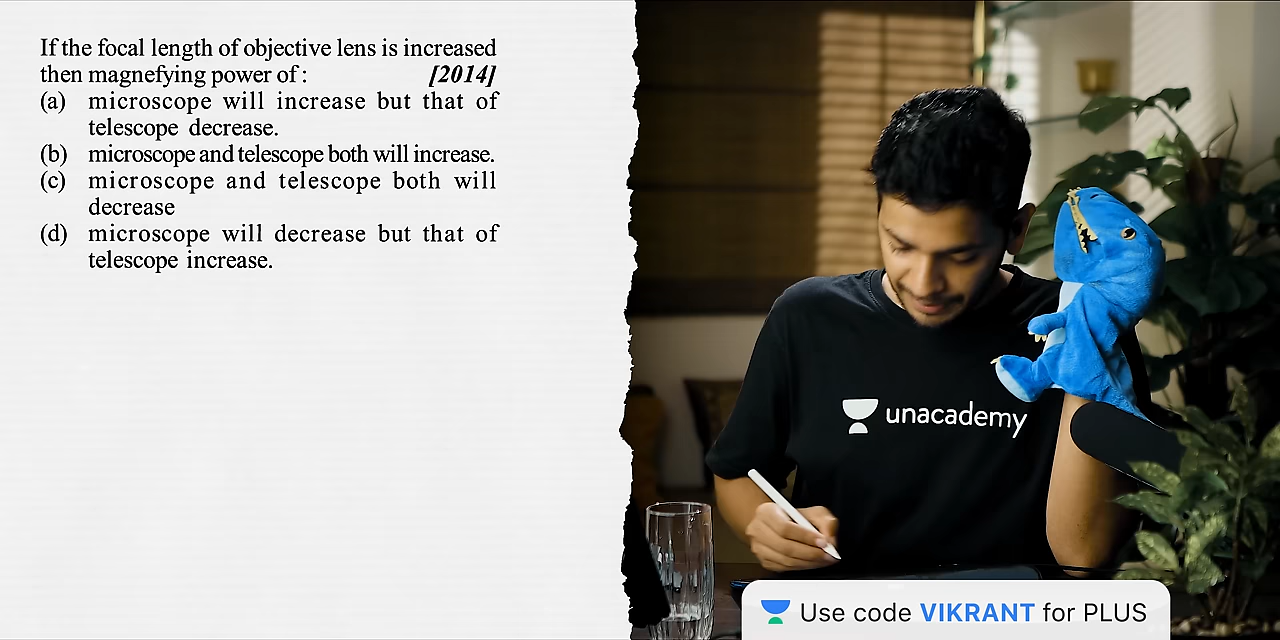 If the focal length of objective lens is increased
then magnefying power of : [2014]
(a) microscope will increase but that of
telescope decrease.
(b) microscope and telescope both will increase.
(c) microscope and telescope both will
decrease
(d) microscope will decrease but that of
telescope increase.
unacademy
Use code VIKRANT for PLUS